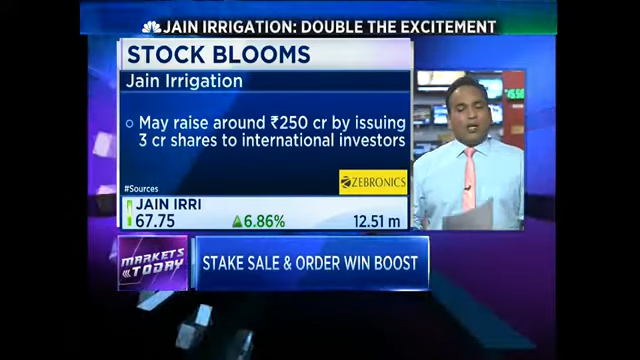 JAIN IRRIGATION: DOUBLE THE EXCITEMENT
STOCK BLOOMS
Jain Irrigation
May raise around ₹250 cr by issuing
3 cr shares to international investors
ZEBRONICS
#Sources
JAIN IRRI
67.75 ▲6.86% 12.51 m
MARKETS TODAY
STAKE SALE & ORDER WIN BOOST